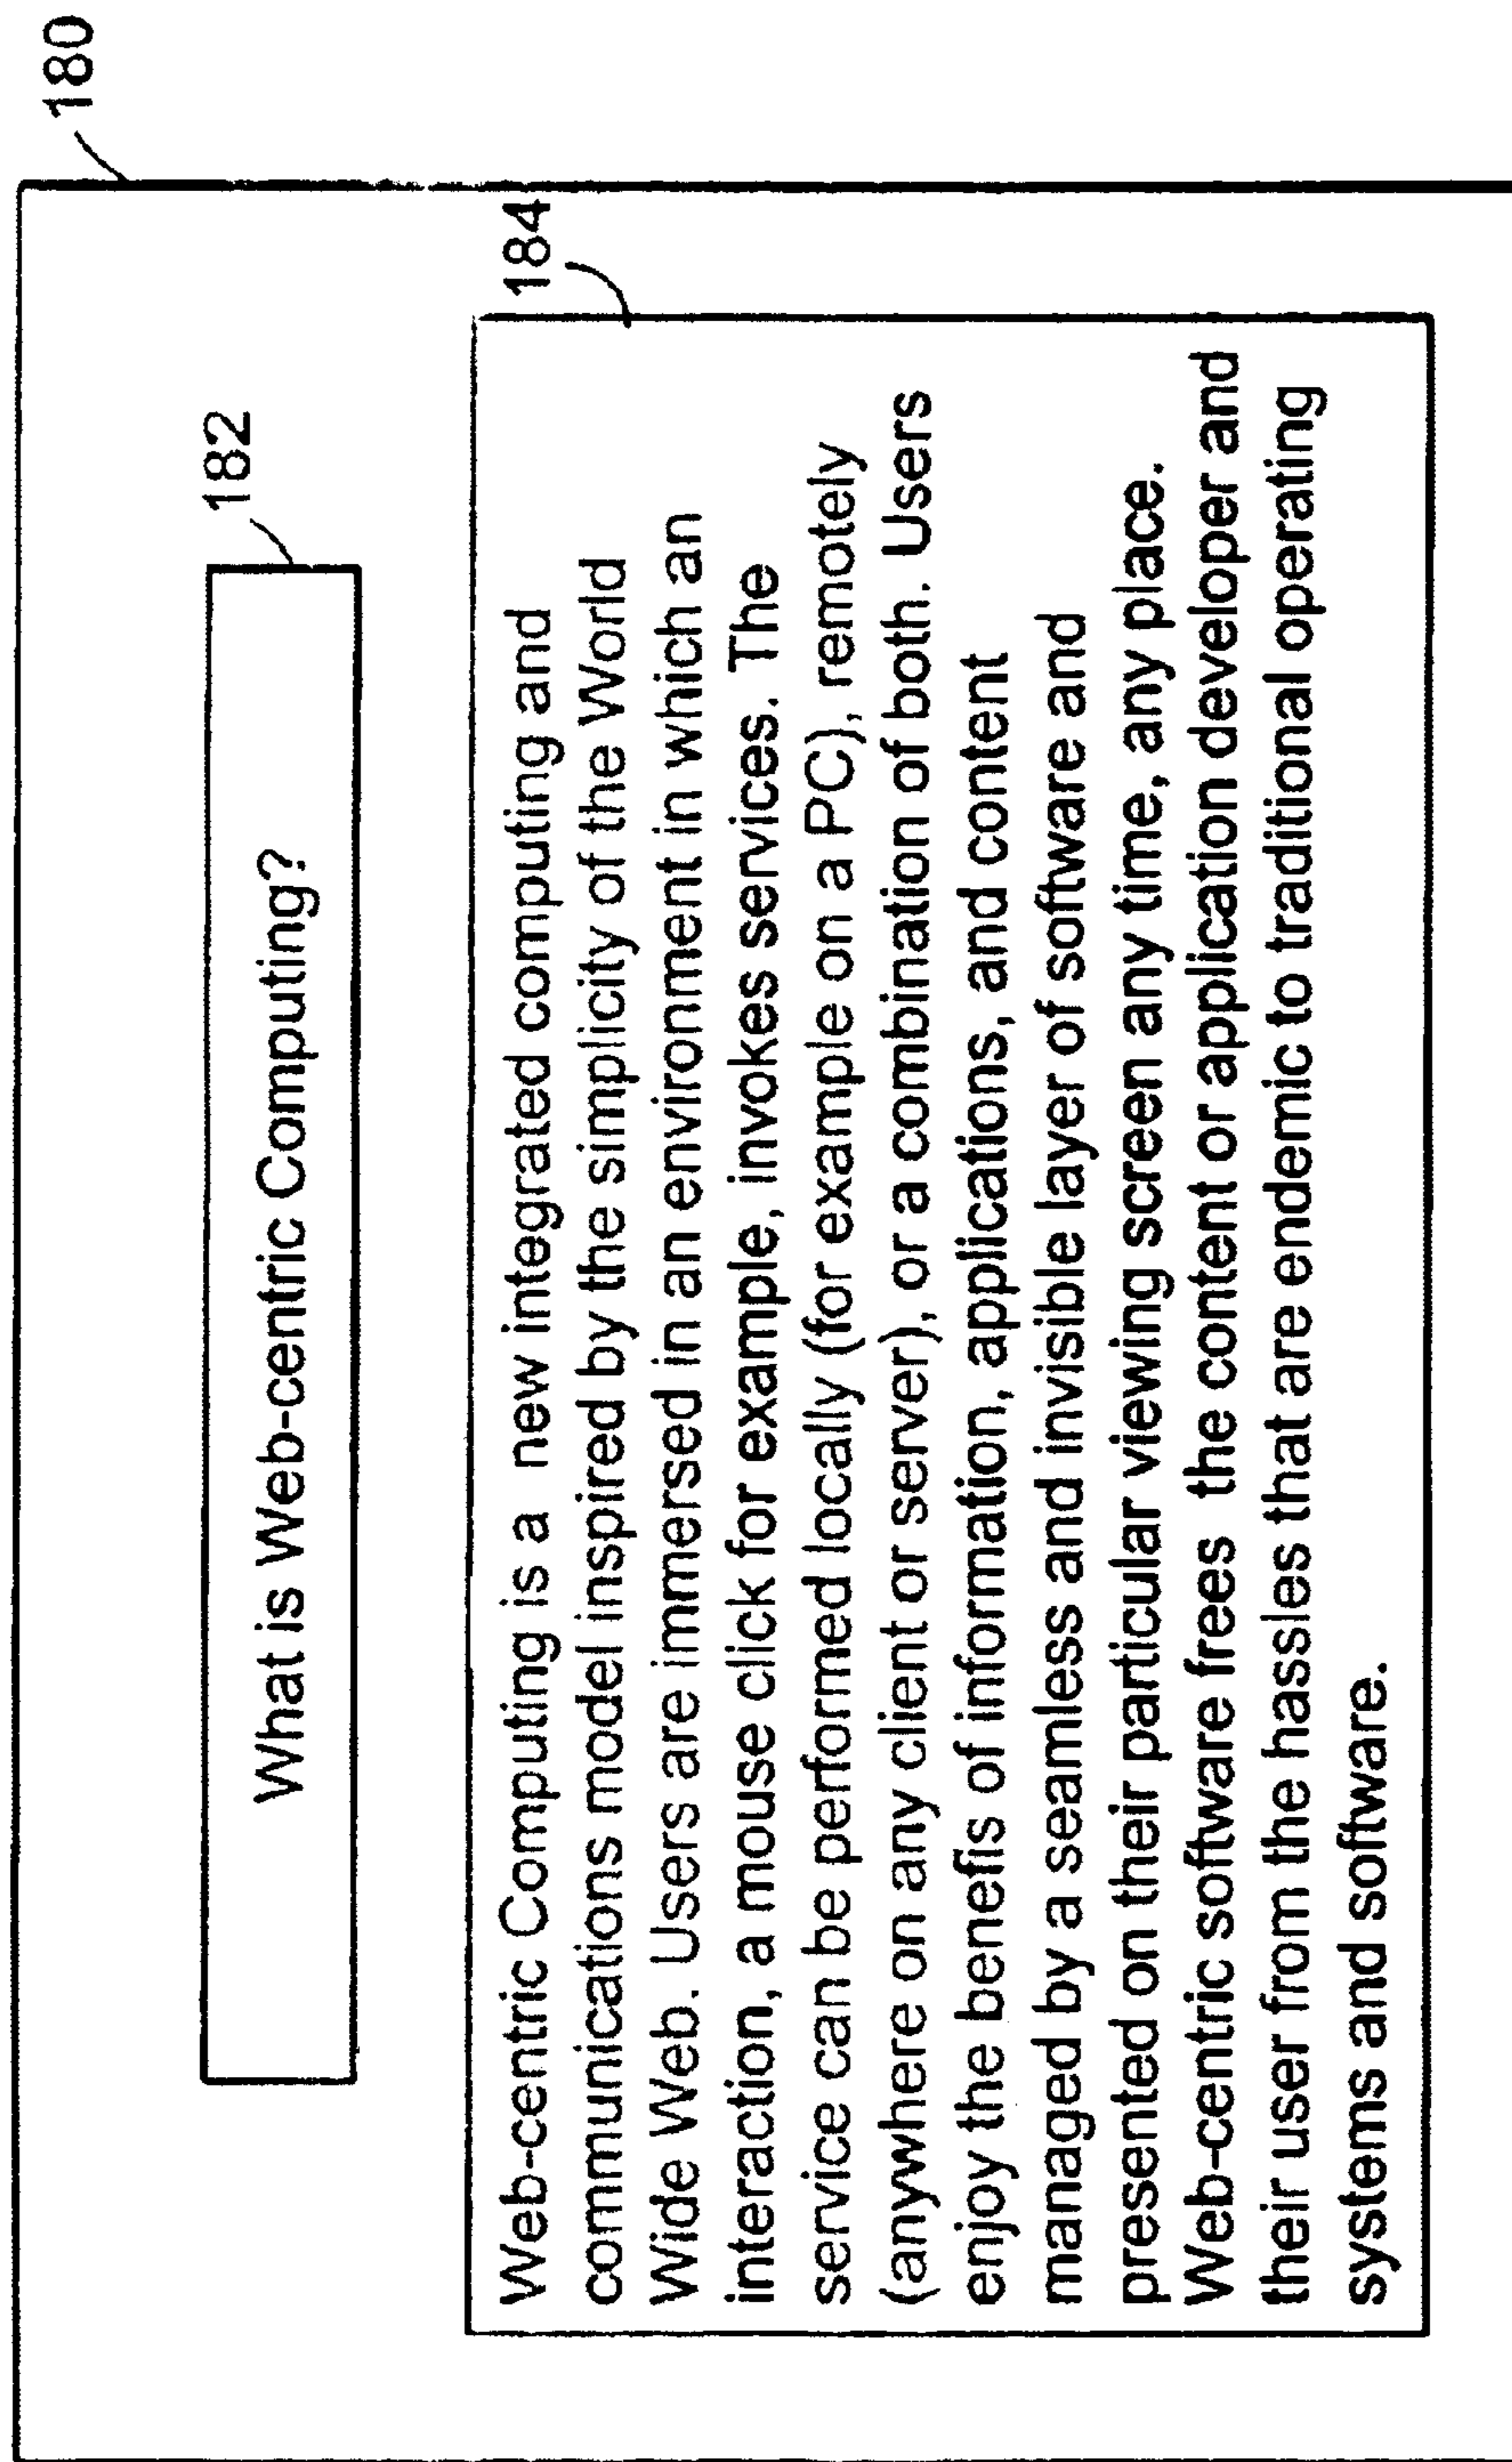 180
182
What is Web-centric Computing?
184
Web-centric Computing is a new integrated computing and
communications model inspired by the simplicity of the World
Wide Web. Users are immersed in an environment in which an
interaction, a mouse click for example, invokes services. The
service can be performed locally (for example on a PC), remotely
(anywhere on any client or server), or a combination of both. Users
enjoy the benefis of information, applications, and content
managed by a seamless and invisible layer of software and
presented on their particular viewing screen any time, any place.
Web-centric software frees the content or application developer and
their user from the hassles that are endemic to traditional operating
systems and software.